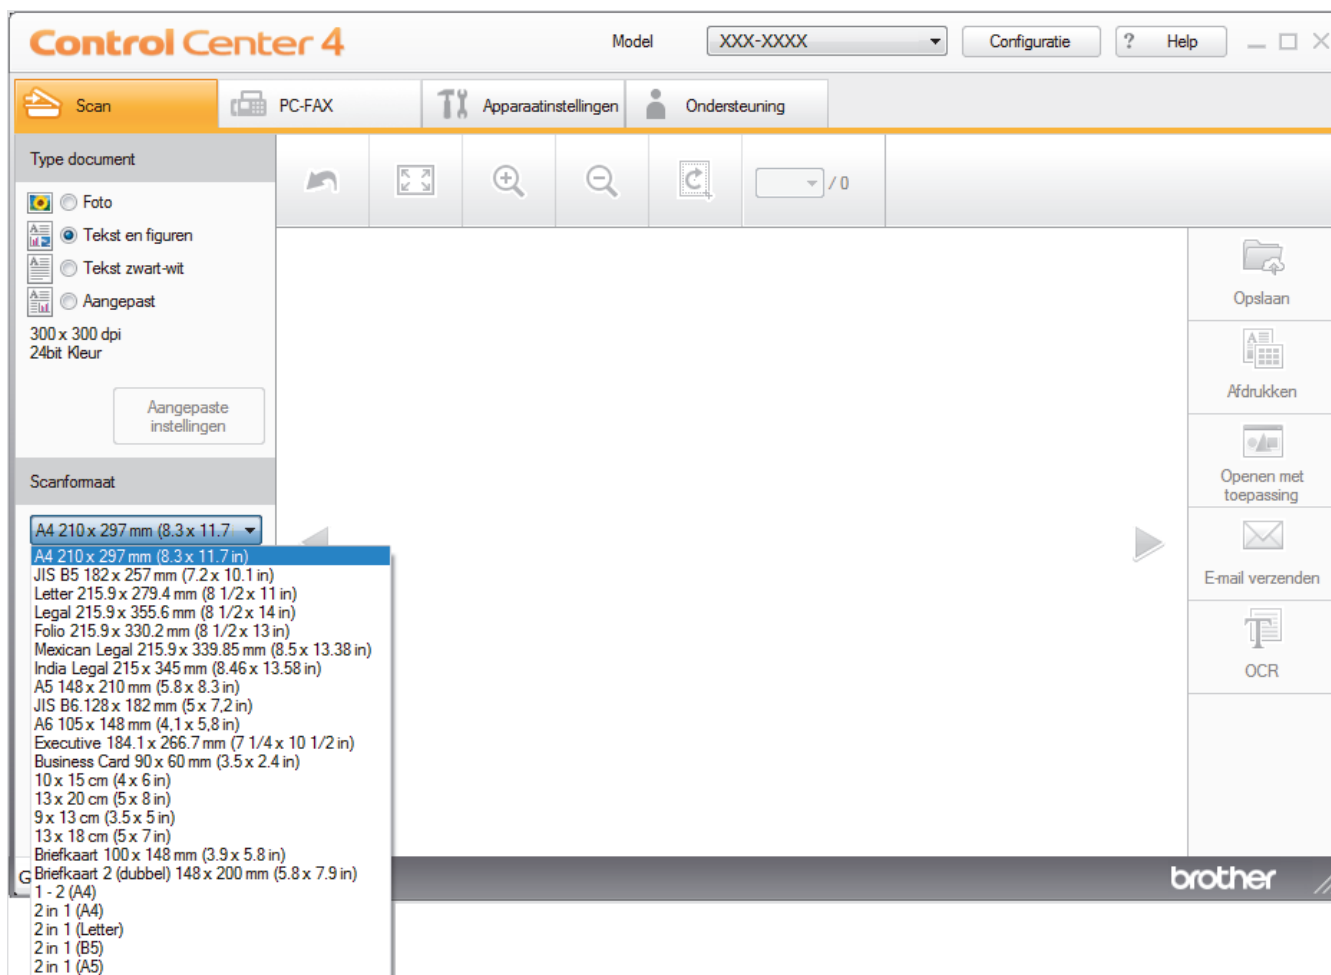 Control Center 4
Model
XXX-XXXX
Configuratie
? Help
Scan
PC-FAX
Apparaatinstellingen
Ondersteuning
Type document
Foto
Tekst en figuren
Tekst zwart-wit
Aangepast
300 x 300 dpi
24bit Kleur
Aangepaste
instellingen
/ 0
Opslaan
Afdrukken
Openen met
toepassing
E-mail verzenden
OCR
Scanformaat
A4 210 x 297 mm (8.3 x 11.7
A4 210 x 297 mm (8.3 x 11.7 in)
JIS B5 182 x 257 mm (7.2 x 10.1 in)
Letter 215.9 x 279.4 mm (8 1/2 x 11 in)
Legal 215.9 x 355.6 mm (8 1/2 x 14 in)
Folio 215.9 x 330.2 mm (8 1/2 x 13 in)
Mexican Legal 215.9 x 339.85 mm (8.5 x 13.38 in)
India Legal 215 x 345 mm (8.46 x 13.58 in)
A5 148 x 210 mm (5.8 x 8.3 in)
JIS B6.128 x 182 mm (5 x 7,2 in)
A6 105 x 148 mm (4,1 x 5,8 in)
Executive 184.1 x 266.7 mm (7 1/4 x 10 1/2 in)
Business Card 90 x 60 mm (3.5 x 2.4 in)
10 x 15 cm (4 x 6 in)
13 x 20 cm (5 x 8 in)
9 x 13 cm (3.5 x 5 in)
13 x 18 cm (5 x 7 in)
Briefkaart 100 x 148 mm (3.9 x 5.8 in)
Briefkaart 2 (dubbel) 148 x 200 mm (5.8 x 7.9 in)
1 - 2 (A4)
2 in 1 (A4)
2 in 1 (Letter)
2 in 1 (B5)
2 in 1 (A5)
G
brother